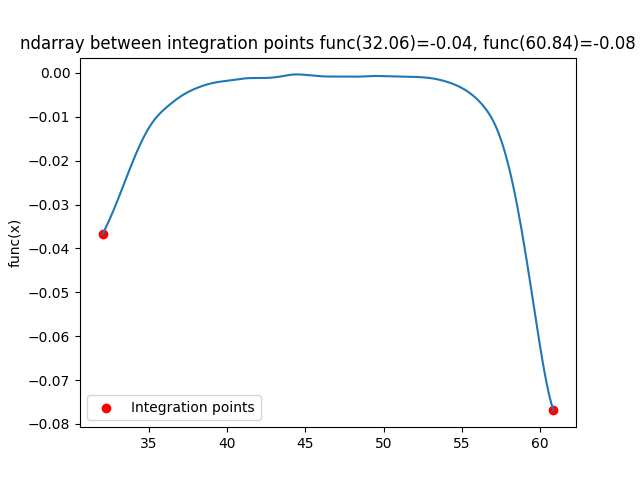 ndarray between integration points func(32.06)=-0.04, func(60.84)=-0.08
0.00
−0.01
−0.02
−0.03
−0.04
−0.05
−0.06
−0.07
−0.08
func(x)
Integration points
35 40 45 50 55 60